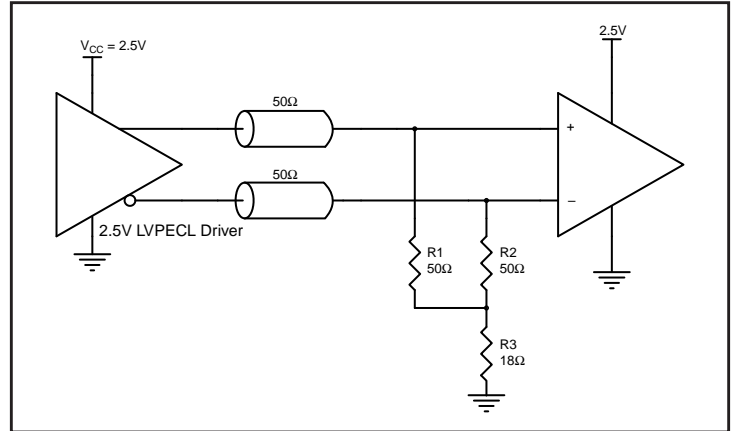 V_CC = 2.5V
2.5V
50Ω
+
50Ω
−
2.5V LVPECL Driver
R1
50Ω
R2
50Ω
R3
18Ω